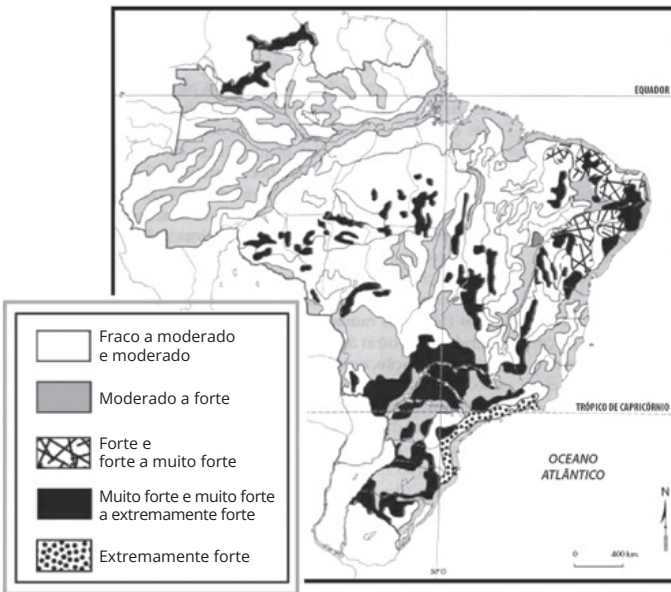 EQUADOR
TRÓPICO DE CAPRICÓRNIO
OCEANO
ATLÂNTICO
N
0 400 km
50º O
Fraco a moderado
e moderado
Moderado a forte
Forte e
forte a muito forte
Muito forte e muito forte
a extremamente forte
Extremamente forte